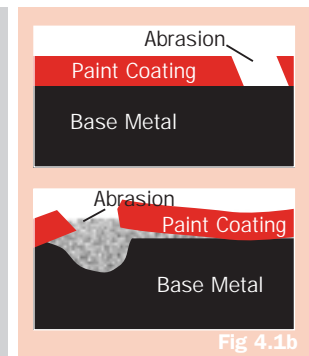 Abrasion
Paint Coating
Base Metal
Abrasion
Paint Coating
Base Metal
Fig 4.1b